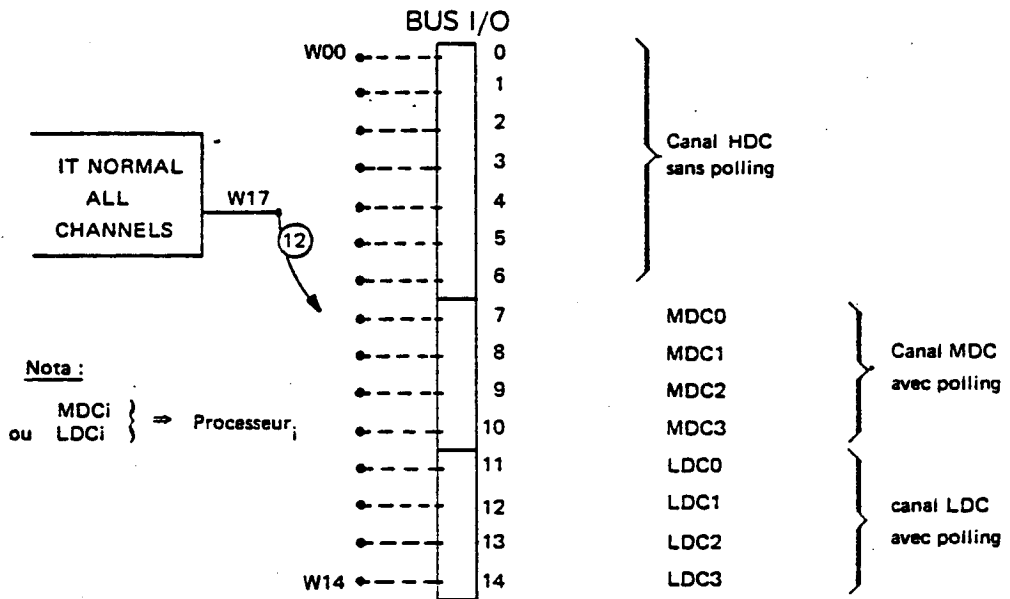 BUS I/O
W00 0
1
2
3
4
5
6
7
8
9
10
11
12
13
W14 14
IT NORMAL
ALL
CHANNELS
W17
12
Canal HDC
sans polling
MDC0
MDC1
MDC2
MDC3
Canal MDC
avec polling
LDC0
LDC1
LDC2
LDC3
canal LDC
avec polling
Nota :
MDCi
ou LDCi } ⇒ Processeur i